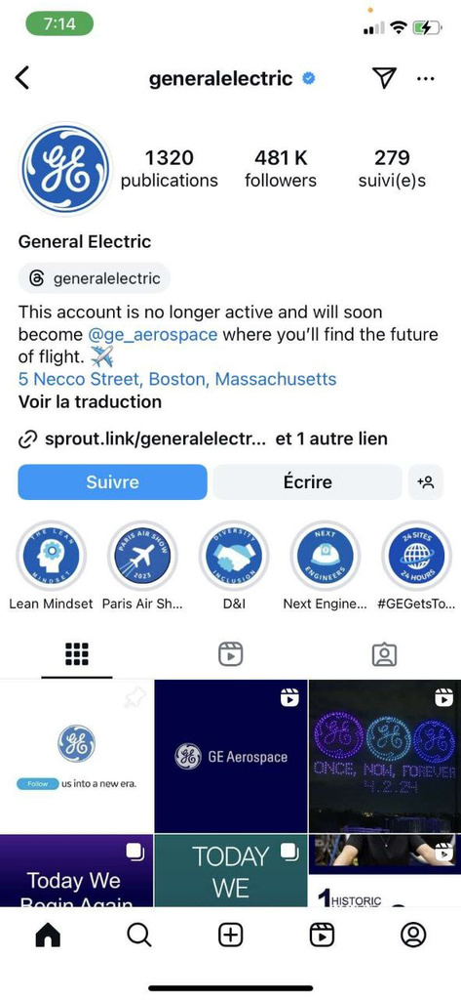 7:14
generalelectric
1320
publications
481 K
followers
279
suivi(e)s
General Electric
generalelectric
This account is no longer active and will soon
become @ge_aerospace where you'll find the future
of flight. ✈️
5 Necco Street, Boston, Massachusetts
Voir la traduction
sprout.link/generalelectr... et 1 autre lien
Suivre
Écrire
THE LEAN
MINDSET
PARIS AIR SHOW
2023
DIVERSITY
INCLUSION
NEXT
ENGINEERS
24 SITES
24 HOURS
Lean Mindset
Paris Air Sh...
D&I
Next Engine...
#GEGetsTo...
GE
Follow us into a new era.
GE Aerospace
ONCE, NOW, FOREVER
4.2.24
Today We
Begin Again
TODAY
WE
1 HISTORIC